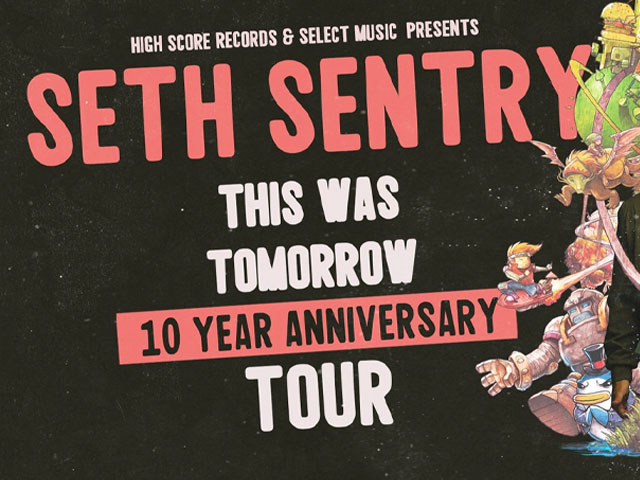 HIGH SCORE RECORDS & SELECT MUSIC PRESENTS
SETH SENTRY
THIS WAS
TOMORROW
10 YEAR ANNIVERSARY
TOUR